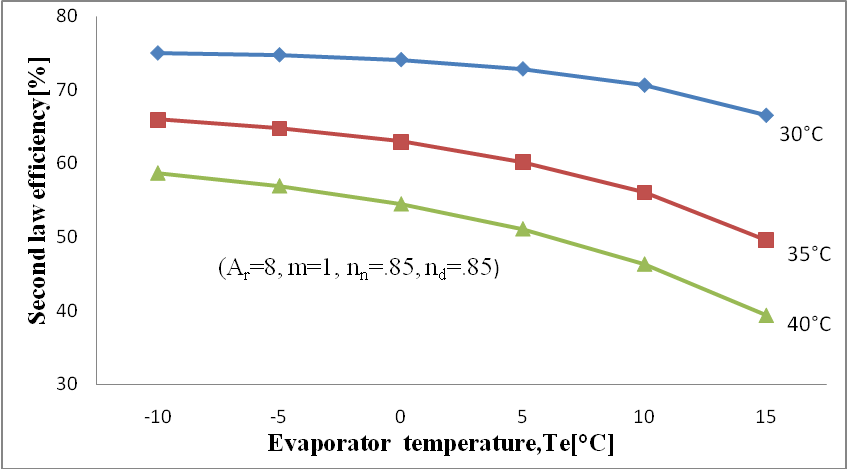 80
70
60
50
40
30
Second law efficiency[%]
30°C
35°C
40°C
(Ar=8, m=1, nn=.85, nd=.85)
-10 -5 0 5 10 15
Evaporator temperature,Te[°C]